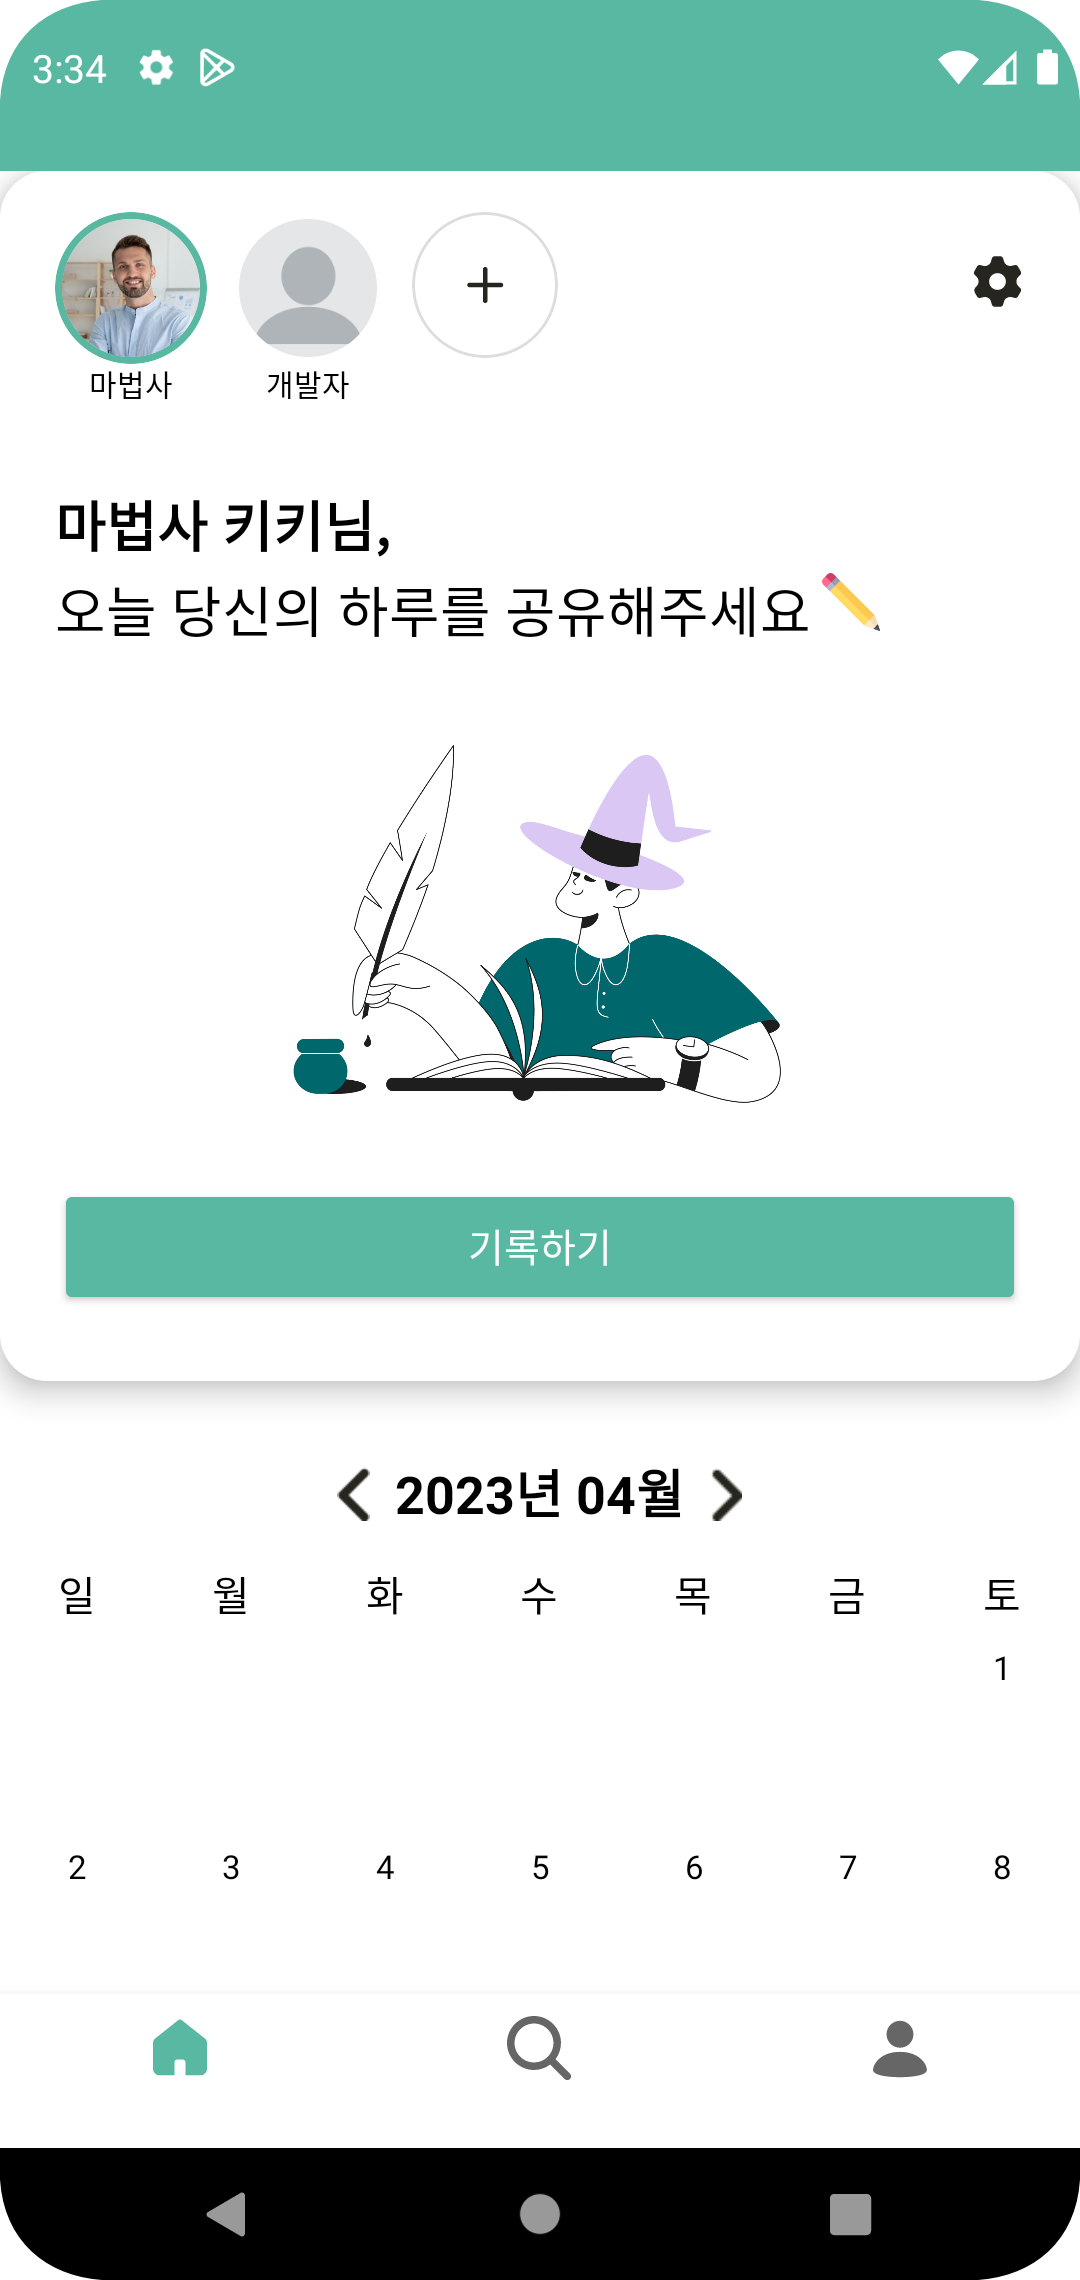 3:34
마법사 개발자
마법사 키키님,
오늘 당신의 하루를 공유해주세요✏️
기록하기
2023년 04월
일 월 화 수 목 금 토
1
2 3 4 5 6 7 8